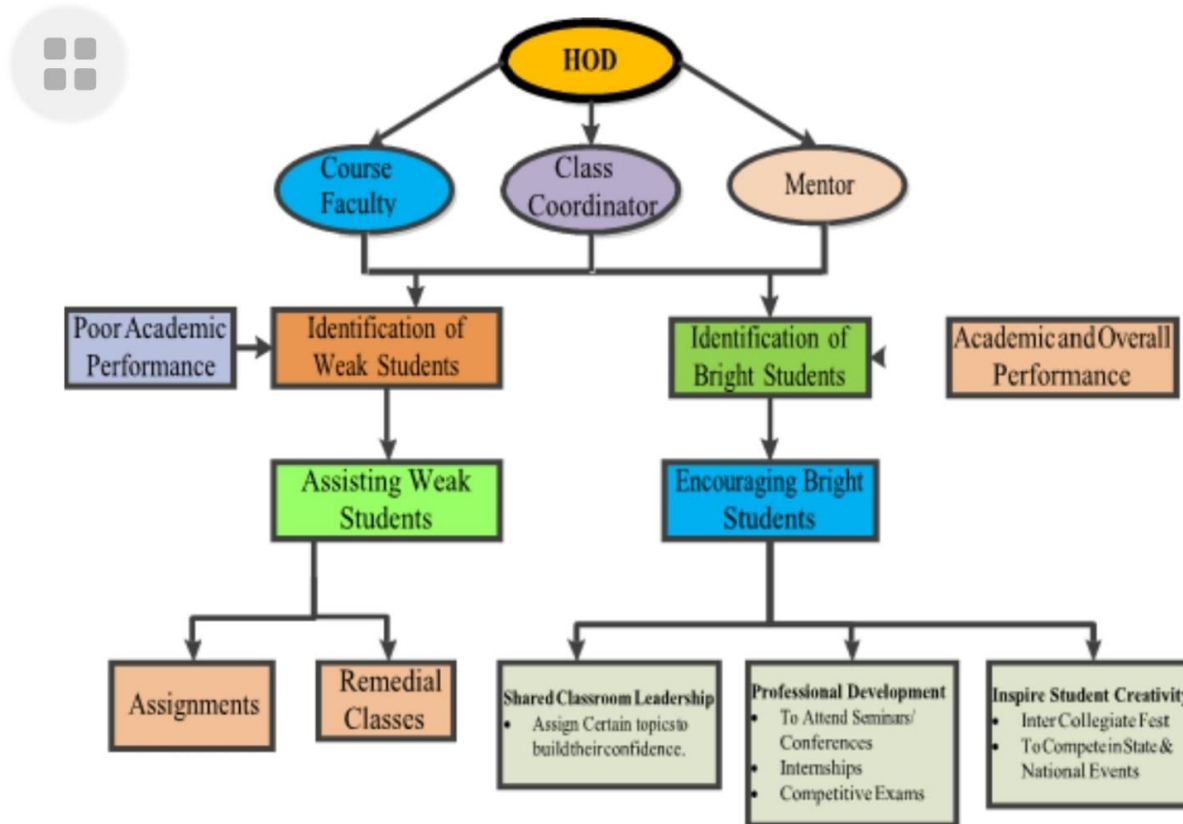 HOD
Course
Faculty
Class
Coordinator
Mentor
Poor Academic
Performance
Identification of
Weak Students
Identification of
Bright Students
Academic and Overall
Performance
Assisting Weak
Students
Encouraging Bright
Students
Assignments
Remedial
Classes
Shared Classroom Leadership
• Assign Certain topics to
build their confidence.
Professional Development
• To Attend Seminars/
Conferences
• Internships
• Competitive Exams
Inspire Student Creativity
• Inter Collegiate Fest
• To Compete in State &
National Events